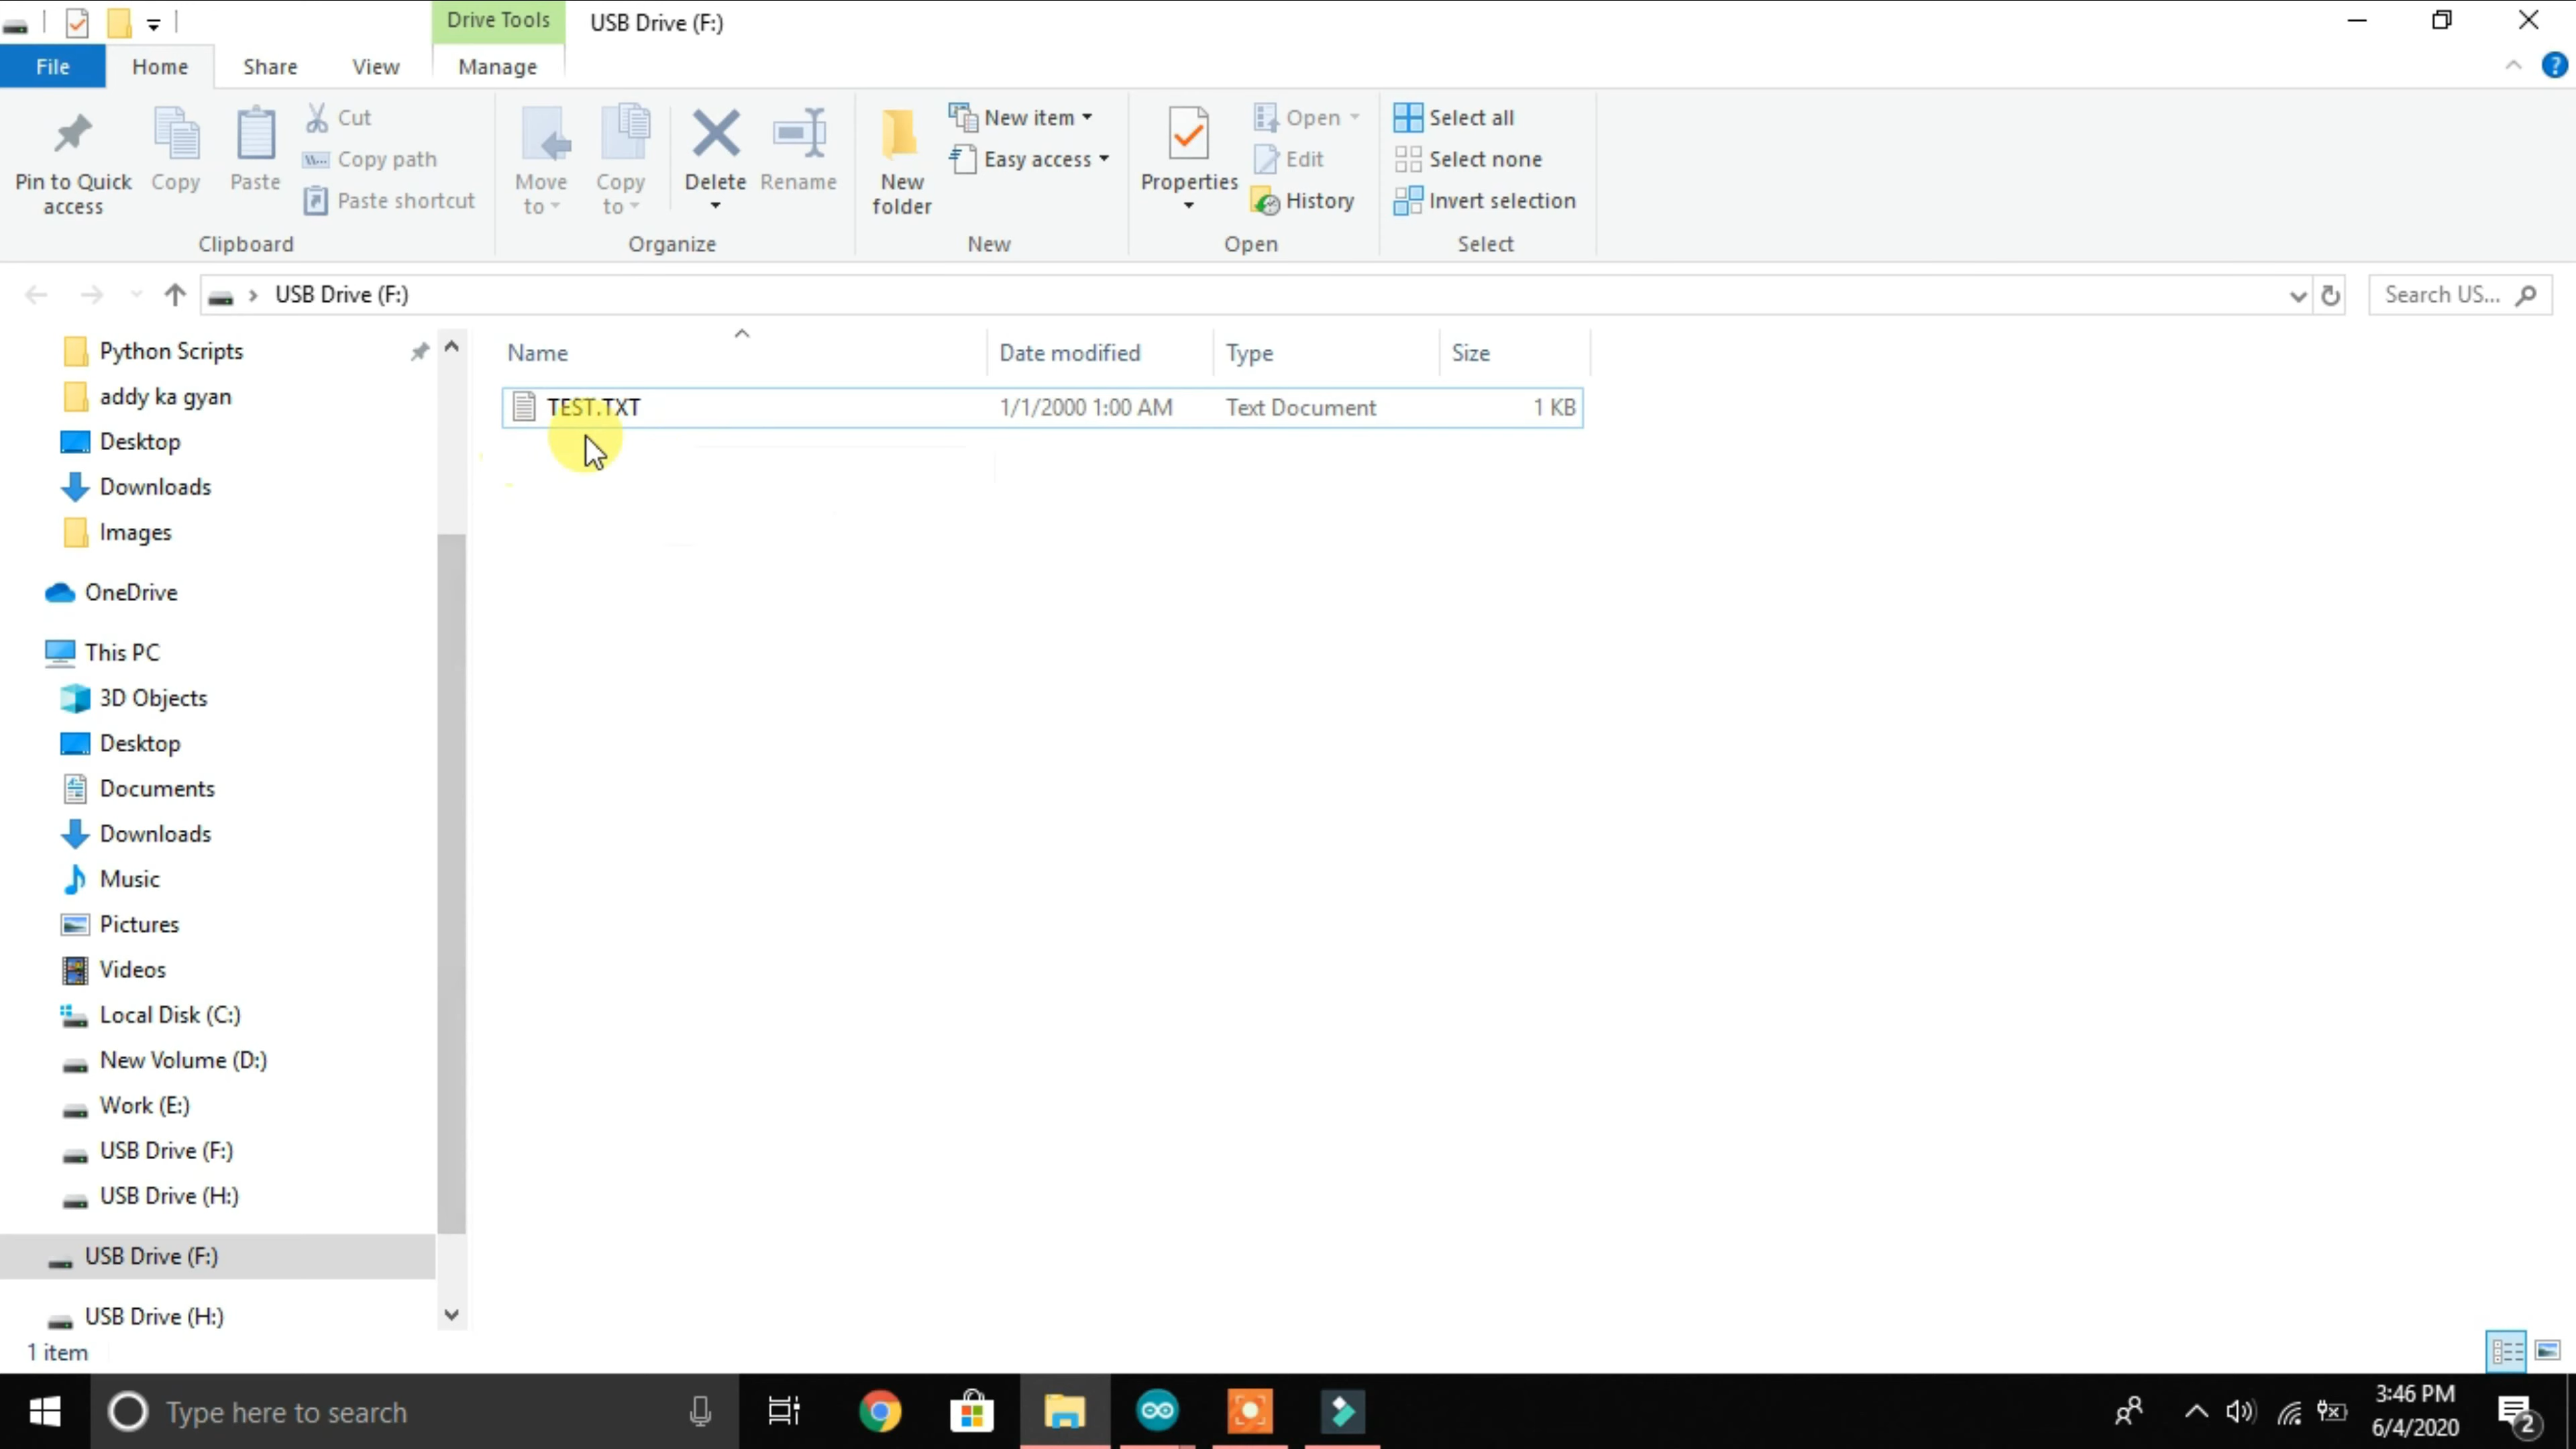 Drive Tools USB Drive (F:)
File Home Share View Manage
Pin to Quick access
Copy
Paste
Cut
Copy path
Paste shortcut
Clipboard
Move to
Copy to
Delete
Rename
Organize
New folder
New item
Easy access
New
Properties
Open
Edit
History
Open
Select all
Select none
Invert selection
Select
USB Drive (F:)
Search US...
Name Date modified Type Size
TEST.TXT 1/1/2000 1:00 AM Text Document 1 KB
Python Scripts
addy ka gyan
Desktop
Downloads
Images
OneDrive
This PC
3D Objects
Desktop
Documents
Downloads
Music
Pictures
Videos
Local Disk (C:)
New Volume (D:)
Work (E:)
USB Drive (F:)
USB Drive (H:)
USB Drive (F:)
USB Drive (H:)
1 item
Type here to search
3:46 PM
6/4/2020
2